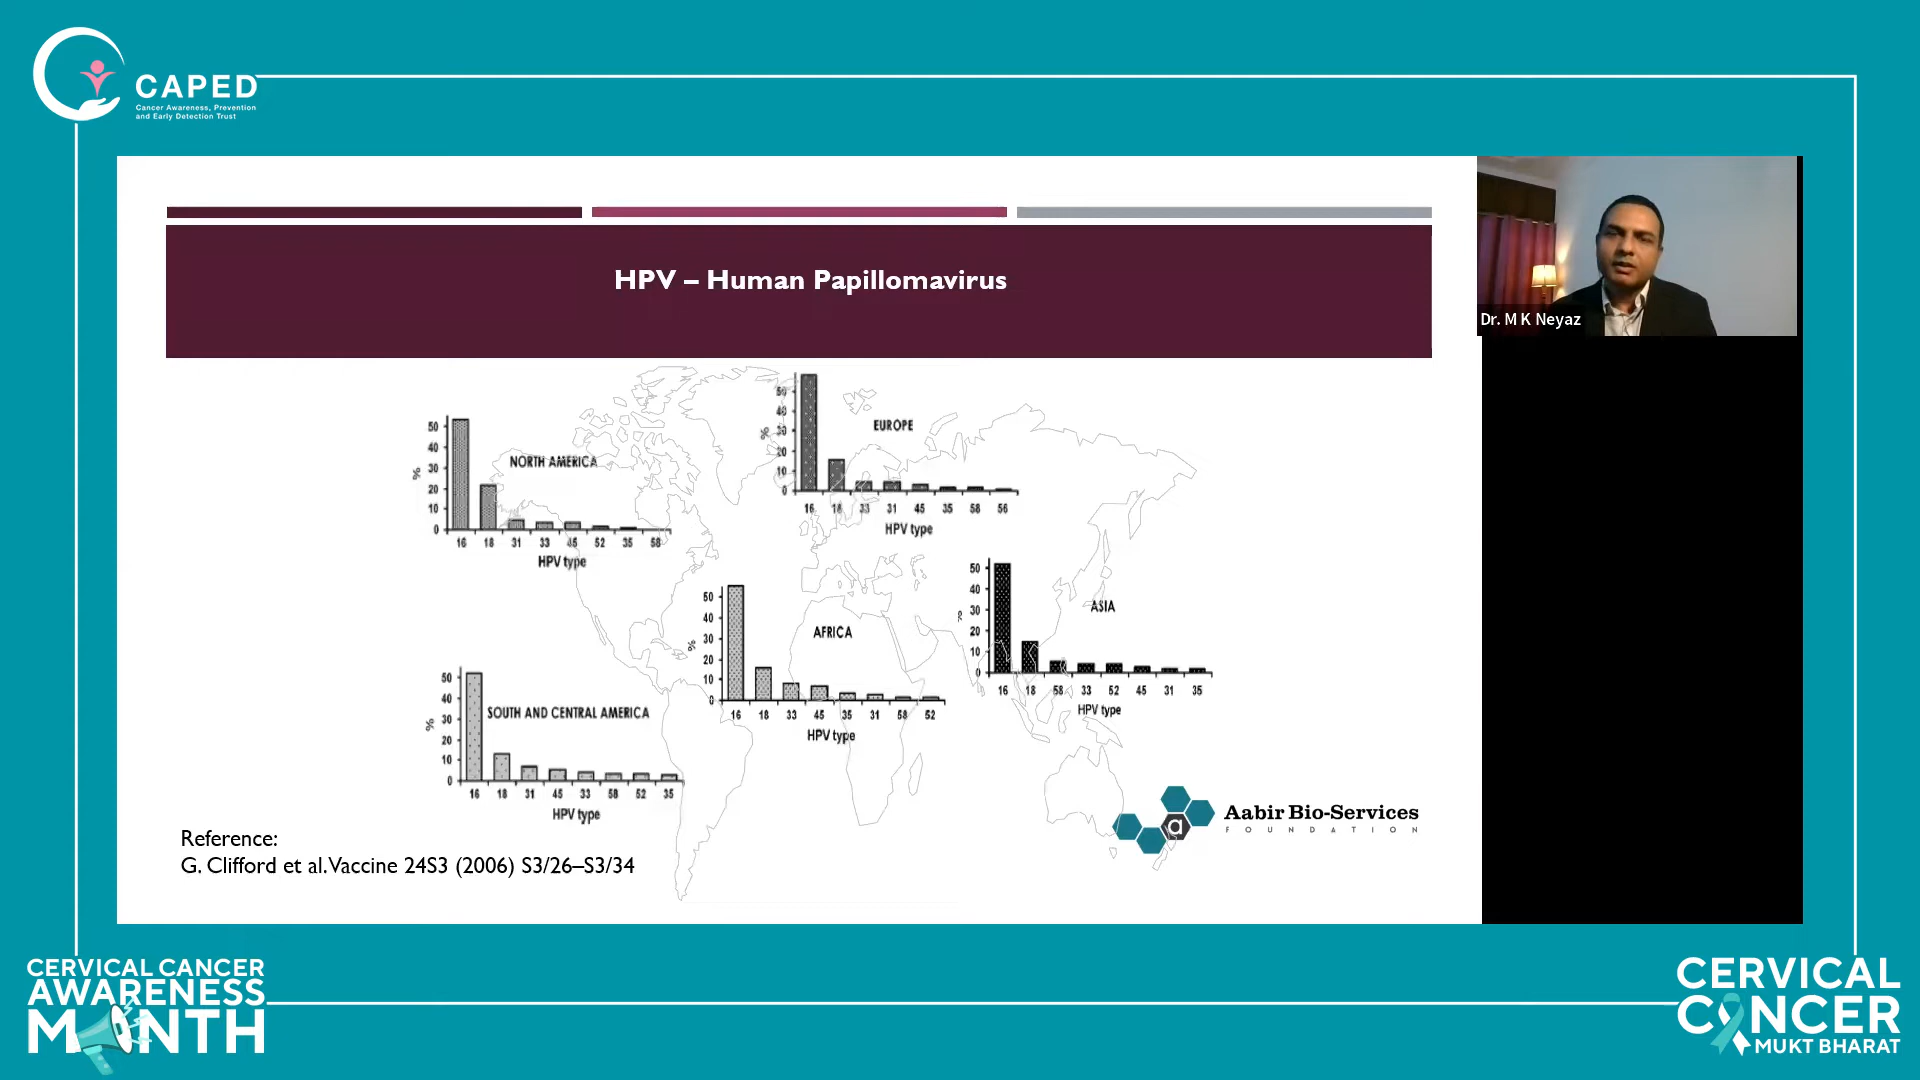 CAPED
Cancer Awareness, Prevention
and Early Detection Trust
HPV – Human Papillomavirus
Dr. M K Neyaz
50
40
30
20
10
0
%
NORTH AMERICA
16 18 31 33 45 52 35 58
HPV type
50
40
30
20
10
0
%
EUROPE
16 18 33 31 45 35 58 56
HPV type
50
40
30
20
10
0
%
AFRICA
16 18 33 45 35 31 58 52
HPV type
50
40
30
20
10
0
%
ASIA
16 18 58 33 52 45 31 35
HPV type
50
40
30
20
10
0
%
SOUTH AND CENTRAL AMERICA
16 18 31 45 33 58 52 35
HPV type
a
Aabir Bio-Services
FOUNDATION
Reference:
G. Clifford et al. Vaccine 24S3 (2006) S3/26–S3/34
CERVICAL CANCER
AWARENESS
MONTH
CERVICAL
CANCER
MUKT BHARAT